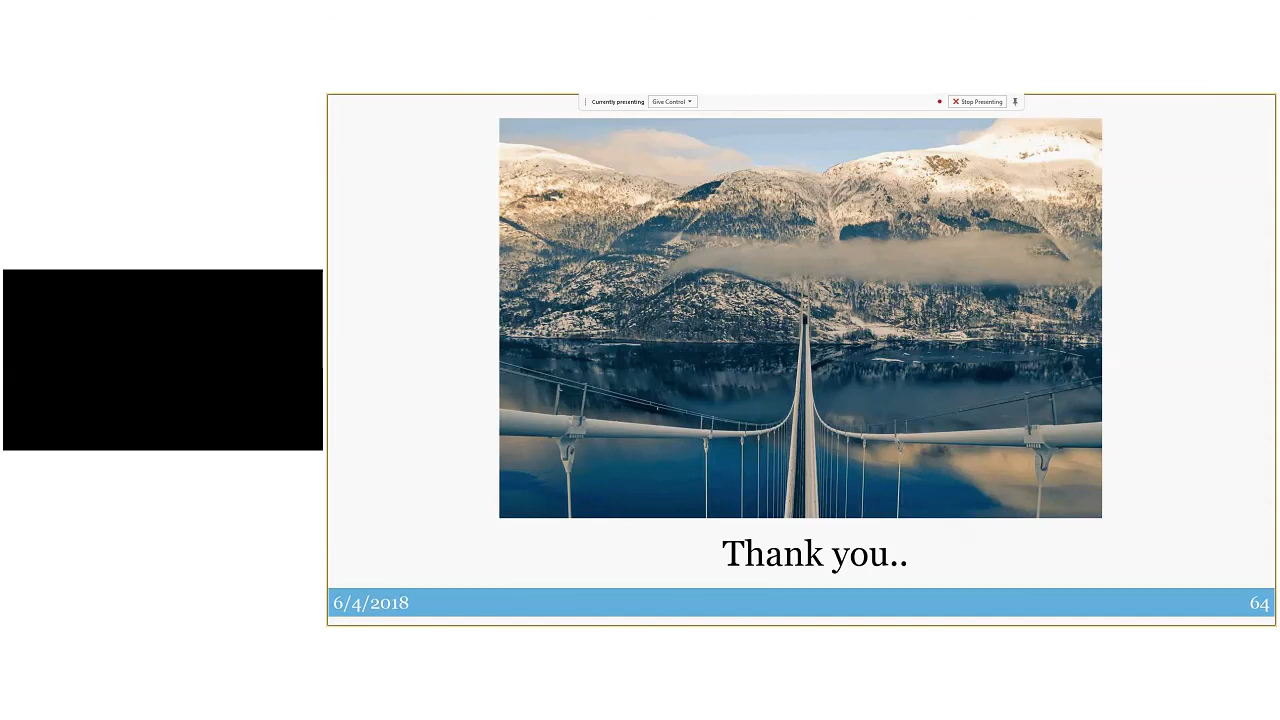 Currently presenting Give Control Stop Presenting
Thank you..
6/4/2018 64